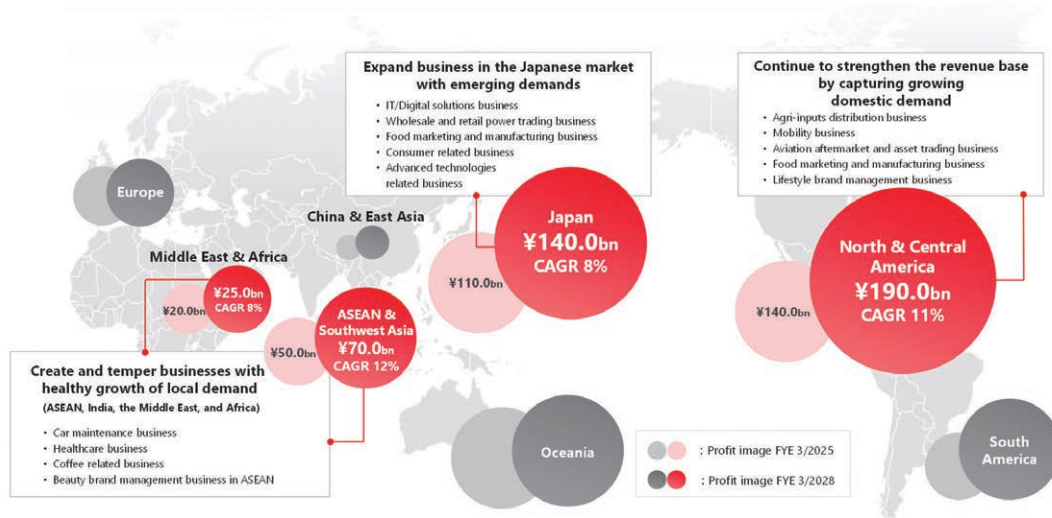 Expand business in the Japanese market
with emerging demands
• IT/Digital solutions business
• Wholesale and retail power trading business
• Food marketing and manufacturing business
• Consumer related business
• Advanced technologies
related business
Continue to strengthen the revenue base
by capturing growing
domestic demand
• Agri-inputs distribution business
• Mobility business
• Aviation aftermarket and asset trading business
• Food marketing and manufacturing business
• Lifestyle brand management business
Europe
China & East Asia
Japan
¥140.0bn
CAGR 8%
¥110.0bn
North & Central
America
¥190.0bn
CAGR 11%
¥140.0bn
Middle East & Africa
¥25.0bn
CAGR 8%
¥20.0bn
ASEAN &
Southwest Asia
¥70.0bn
CAGR 12%
¥50.0bn
Create and temper businesses with
healthy growth of local demand
(ASEAN, India, the Middle East, and Africa)
• Car maintenance business
• Healthcare business
• Coffee related business
• Beauty brand management business in ASEAN
Oceania
South
America
: Profit image FYE 3/2025
: Profit image FYE 3/2028